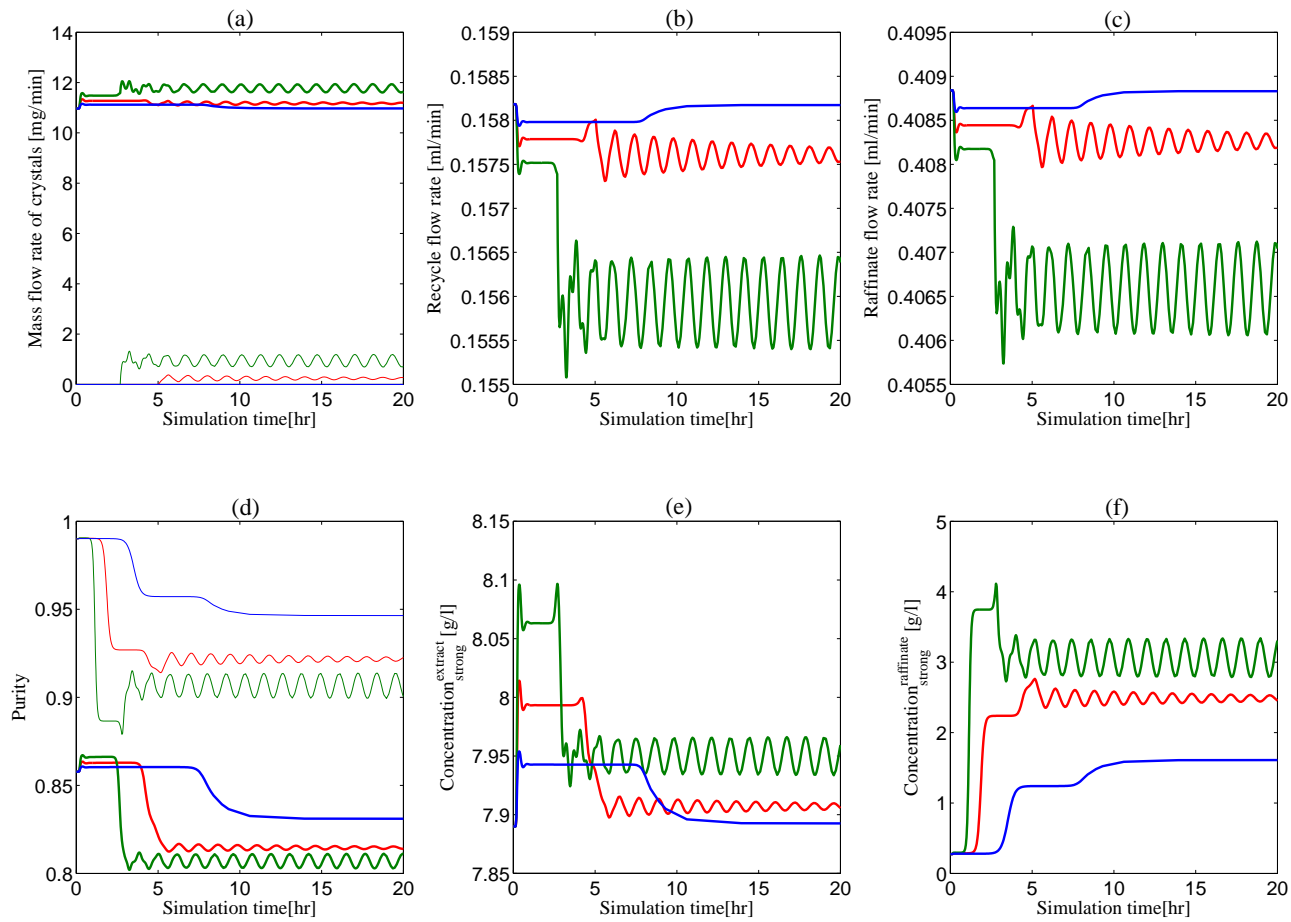 (a)
Mass flow rate of crystals [mg/min]
14
12
10
8
6
4
2
0
0 5 10 15 20
Simulation time[hr]
(b)
Recycle flow rate [ml/min]
0.159
0.1585
0.158
0.1575
0.157
0.1565
0.156
0.1555
0.155
0 5 10 15 20
Simulation time[hr]
(c)
Raffinate flow rate [ml/min]
0.4095
0.409
0.4085
0.408
0.4075
0.407
0.4065
0.406
0.4055
0 5 10 15 20
Simulation time[hr]
(d)
Purity
1
0.95
0.9
0.85
0.8
0 5 10 15 20
Simulation time[hr]
(e)
Concentration extract strong [g/l]
8.15
8.1
8.05
8
7.95
7.9
7.85
0 5 10 15 20
Simulation time[hr]
(f)
Concentration raffinate strong [g/l]
5
4
3
2
1
0
0 5 10 15 20
Simulation time[hr]